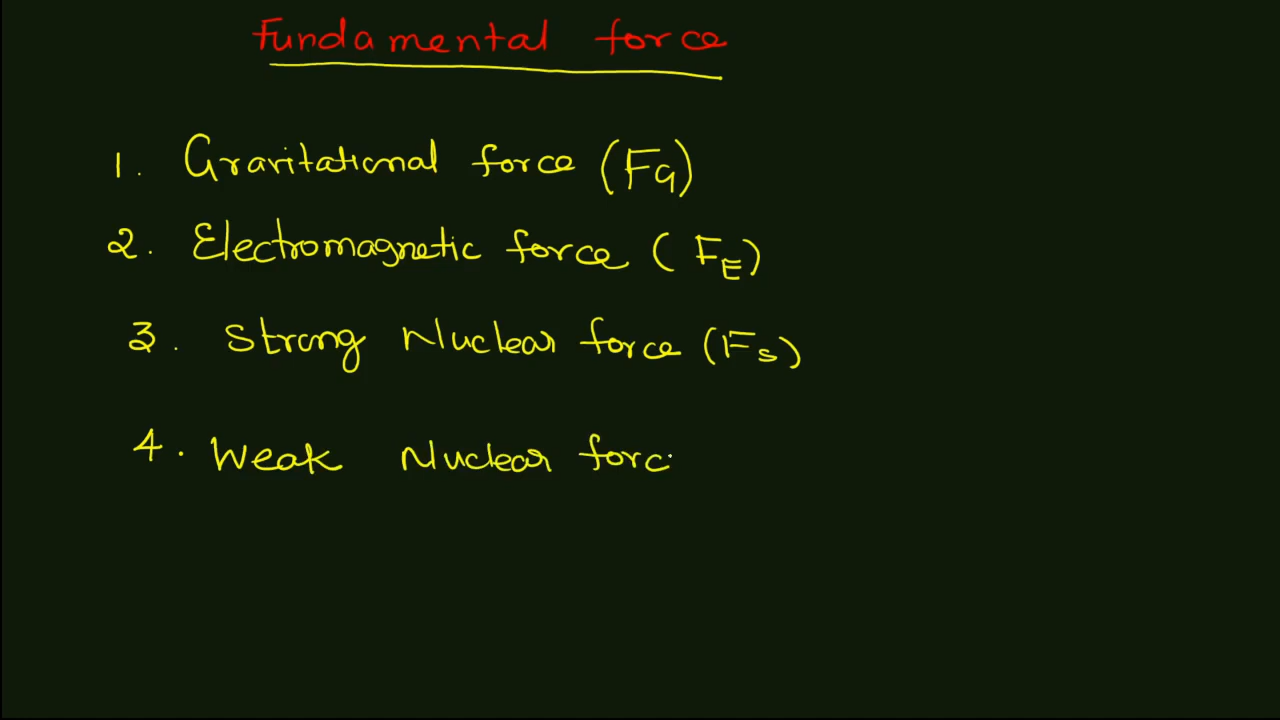 Fundamental force
1. Gravitational force (FG)
2. Electromagnetic force (FE)
3. Strong Nuclear force (Fs)
4. Weak Nuclear forc